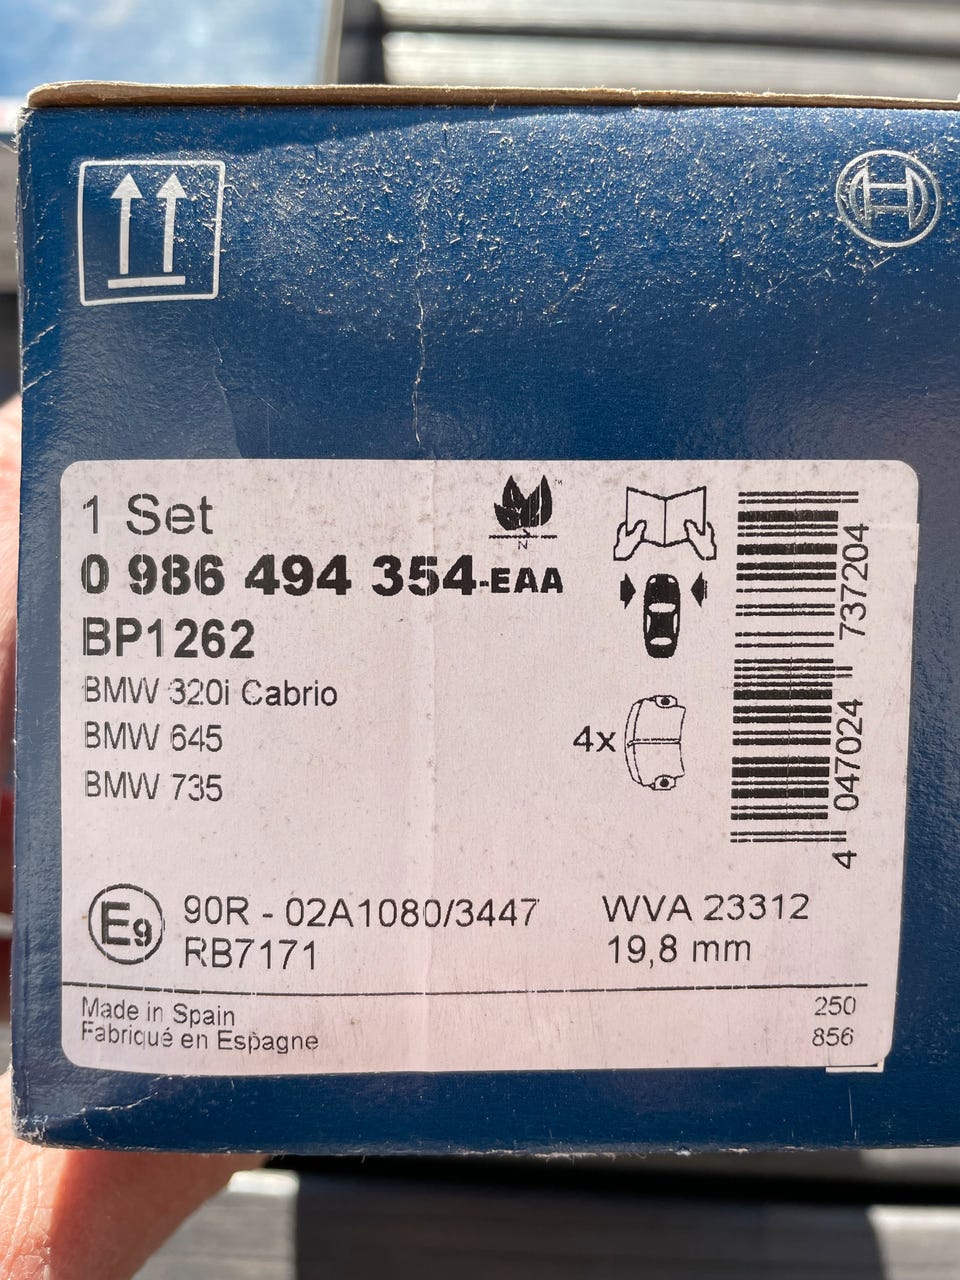 1 Set
N
0 986 494 354-EAA
BP1262
BMW 320i Cabrio
BMW 645
BMW 735
4x
4 047024 737204
E9
90R - 02A1080/3447
RB7171
WVA 23312
19,8 mm
Made in Spain
Fabriqué en Espagne
250
856